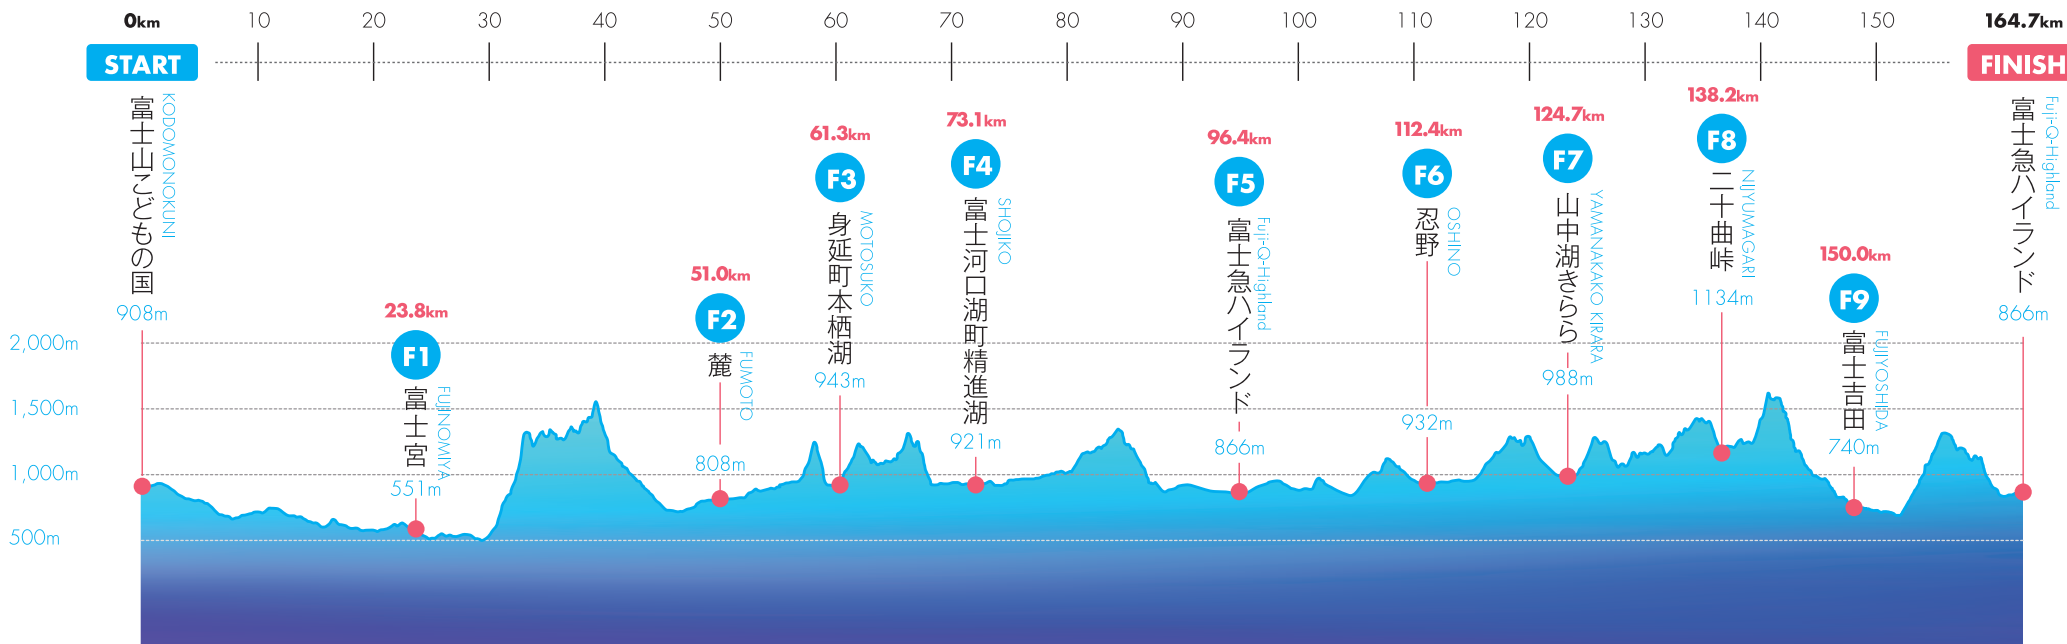 0km 10 20 30 40 50 60 70 80 90 100 110 120 130 140 150 164.7km
START
FINISH
富士山こどもの国
KODOMONOKUNI
908m
23.8km
F1
富士宮
FUJINOMIYA
551m
51.0km
F2
麓
FUMOTO
808m
61.3km
F3
身延町本栖湖
MOTOSUKO
943m
73.1km
F4
富士河口湖町精進湖
SHOJIKO
921m
96.4km
F5
富士急ハイランド
Fuji-Q-Highland
866m
112.4km
F6
忍野
OSHINO
932m
124.7km
F7
山中湖きらら
YAMANAKAKO KIRARA
988m
138.2km
F8
二十曲峠
NIJYUMAGARI
1134m
150.0km
F9
富士吉田
FUJIYOSHIDA
740m
富士急ハイランド
Fuji-Q-Highland
866m
2,000m
1,500m
1,000m
500m